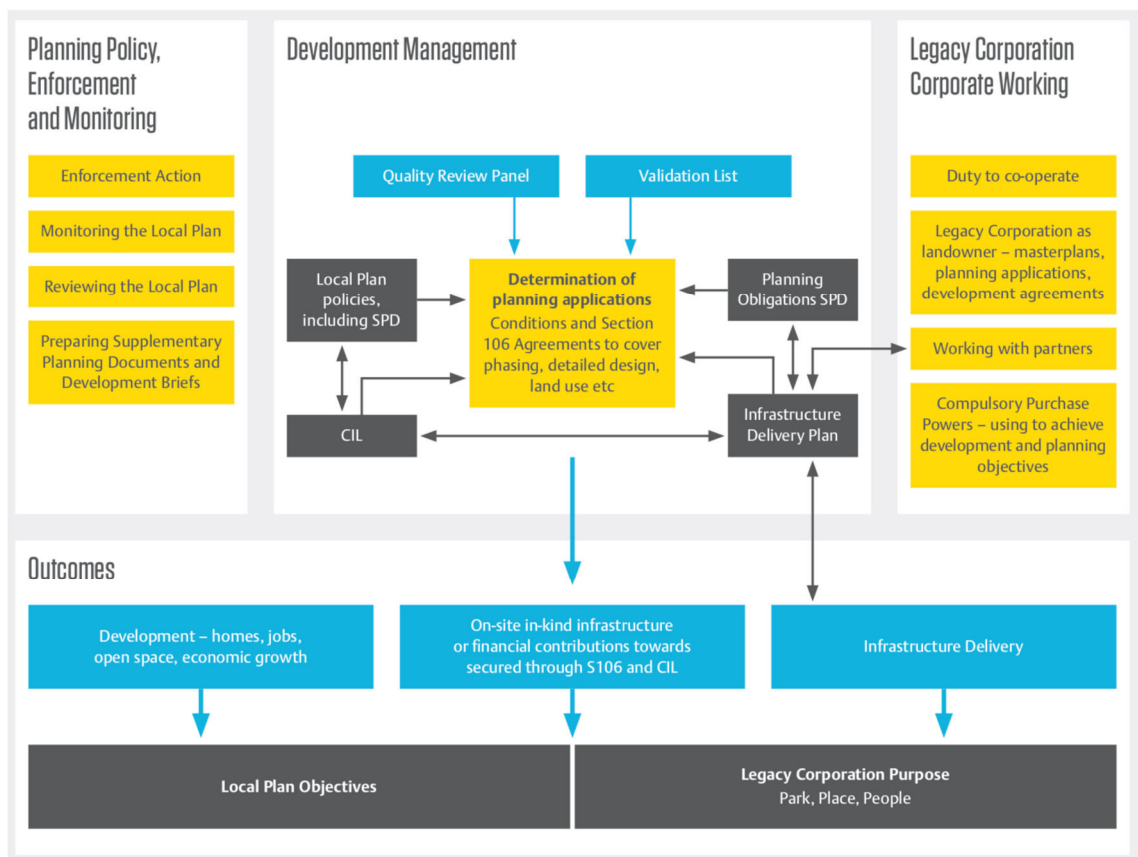 Planning Policy,
Enforcement
and Monitoring
Enforcement Action
Monitoring the Local Plan
Reviewing the Local Plan
Preparing Supplementary
Planning Documents and
Development Briefs
Development Management
Quality Review Panel
Validation List
Local Plan
policies,
including SPD
Determination of
planning applications
Conditions and Section
106 Agreements to cover
phasing, detailed design,
land use etc
Planning
Obligations SPD
CIL
Infrastructure
Delivery Plan
Legacy Corporation
Corporate Working
Duty to co-operate
Legacy Corporation as
landowner – masterplans,
planning applications,
development agreements
Working with partners
Compulsory Purchase
Powers – using to achieve
development and planning
objectives
Outcomes
Development – homes, jobs,
open space, economic growth
On-site in-kind infrastructure
or financial contributions towards
secured through S106 and CIL
Infrastructure Delivery
Local Plan Objectives
Legacy Corporation Purpose
Park, Place, People